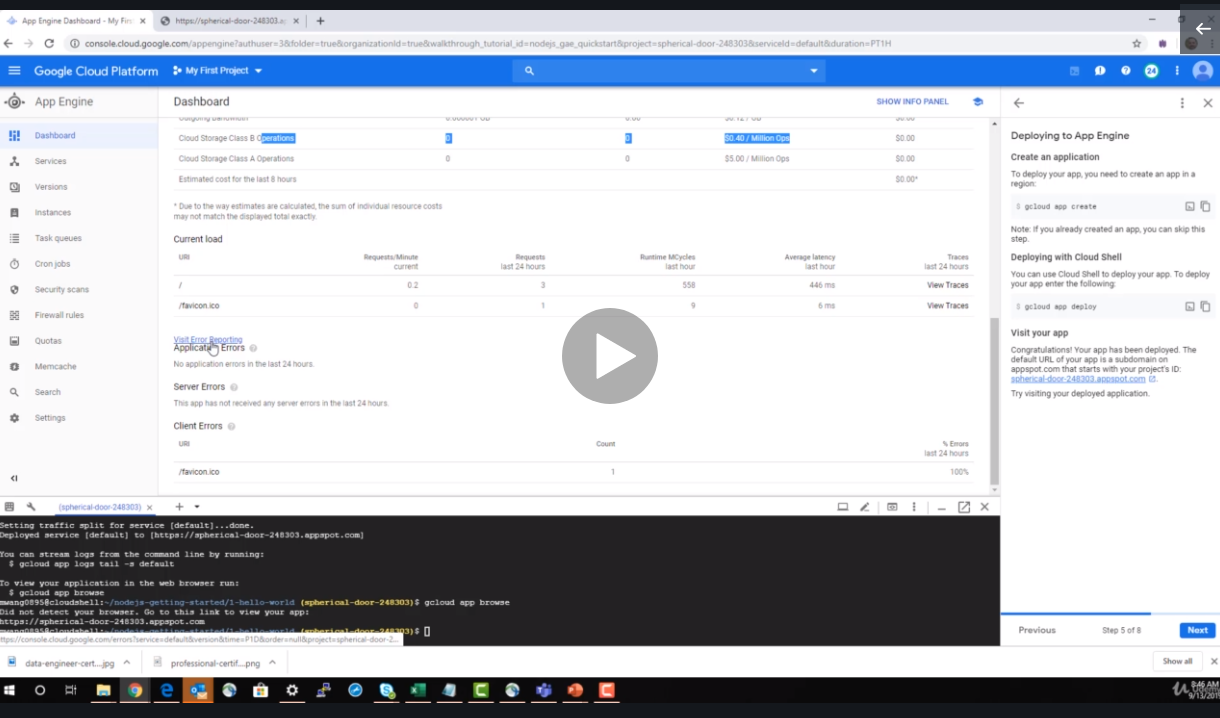 App Engine Dashboard - My Firs
https://spherical-door-248303.ap
console.cloud.google.com/appengine?authuser=3&folder=true&organizationId=true&walkthrough_tutorial_id=nodejs_gae_quickstart&project=spherical-door-248303&serviceId=default&duration=PT1H
Google Cloud Platform
My First Project
24
App Engine
Dashboard
Services
Versions
Instances
Task queues
Cron jobs
Security scans
Firewall rules
Quotas
Memcache
Search
Settings
Dashboard
SHOW INFO PANEL
Outgoing Bandwidth $0.12 / GB $0.00
Cloud Storage Class B Operations 0 0 $0.40 / Million Ops $0.00
Cloud Storage Class A Operations 0 0 $5.00 / Million Ops $0.00
Estimated cost for the last 8 hours $0.00*
* Due to the way estimates are calculated, the sum of individual resource costs
may not match the displayed total exactly.
Current load
URI Requests/Minute Requests Runtime MCycles Average latency Traces
current last 24 hours last hour last hour last 24 hours
/ 0.2 3 558 446 ms View Traces
/favicon.ico 0 1 9 6 ms View Traces
Visit Error Reporting
Application Errors
No application errors in the last 24 hours.
Server Errors
This app has not received any server errors in the last 24 hours.
Client Errors
URI Count % Errors
last 24 hours
/favicon.ico 1 100%
Deploying to App Engine
Create an application
To deploy your app, you need to create an app in a
region:
$ gcloud app create
Note: If you already created an app, you can skip this
step.
Deploying with Cloud Shell
You can use Cloud Shell to deploy your app. To deploy
your app enter the following:
$ gcloud app deploy
Visit your app
Congratulations! Your app has been deployed. The
default URL of your app is a subdomain on
appspot.com that starts with your project's ID:
spherical-door-248303.appspot.com
Try visiting your deployed application.
Previous Step 5 of 8 Next
(spherical-door-248303)
Setting traffic split for service [default]...done.
Deployed service [default] to [https://spherical-door-248303.appspot.com]
You can stream logs from the command line by running:
$ gcloud app logs tail -s default
To view your application in the web browser run:
$ gcloud app browse
mwang0895@cloudshell:~/nodejs-getting-started/1-hello-world (spherical-door-248303)$ gcloud app browse
Did not detect your browser. Go to this link to view your app:
https://spherical-door-248303.appspot.com
mwang0895@cloudshell:~/nodejs-getting-started/1-hello-world (spherical-door-248303)$
ttps://console.cloud.google.com/errors?service=default&version&time=P1D&order=null&project=spherical-door-2...
data-engineer-cert....jpg
professional-certif....png
Show all
8:46 AM
9/13/2019